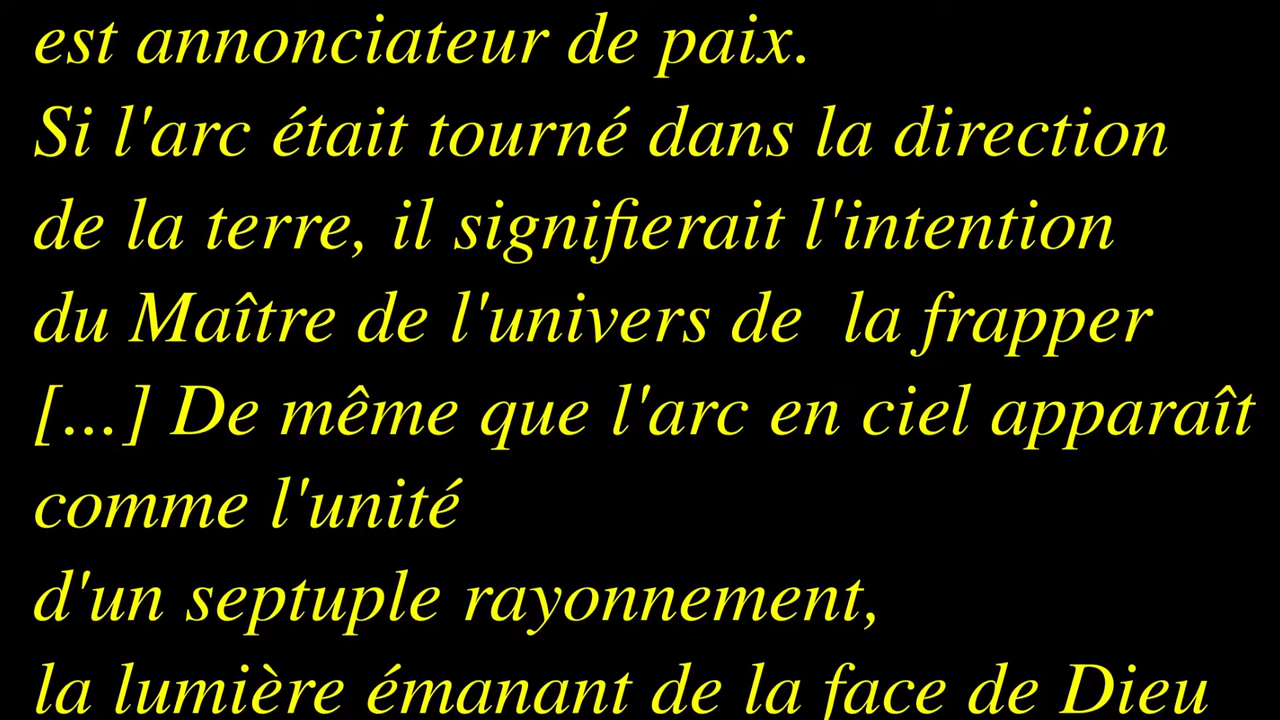 est annonciateur de paix.
Si l'arc était tourné dans la direction
de la terre, il signifierait l'intention
du Maître de l'univers de  la frapper
[...] De même que l'arc en ciel apparaît
comme l'unité
d'un septuple rayonnement,
la lumière émanant de la face de Dieu